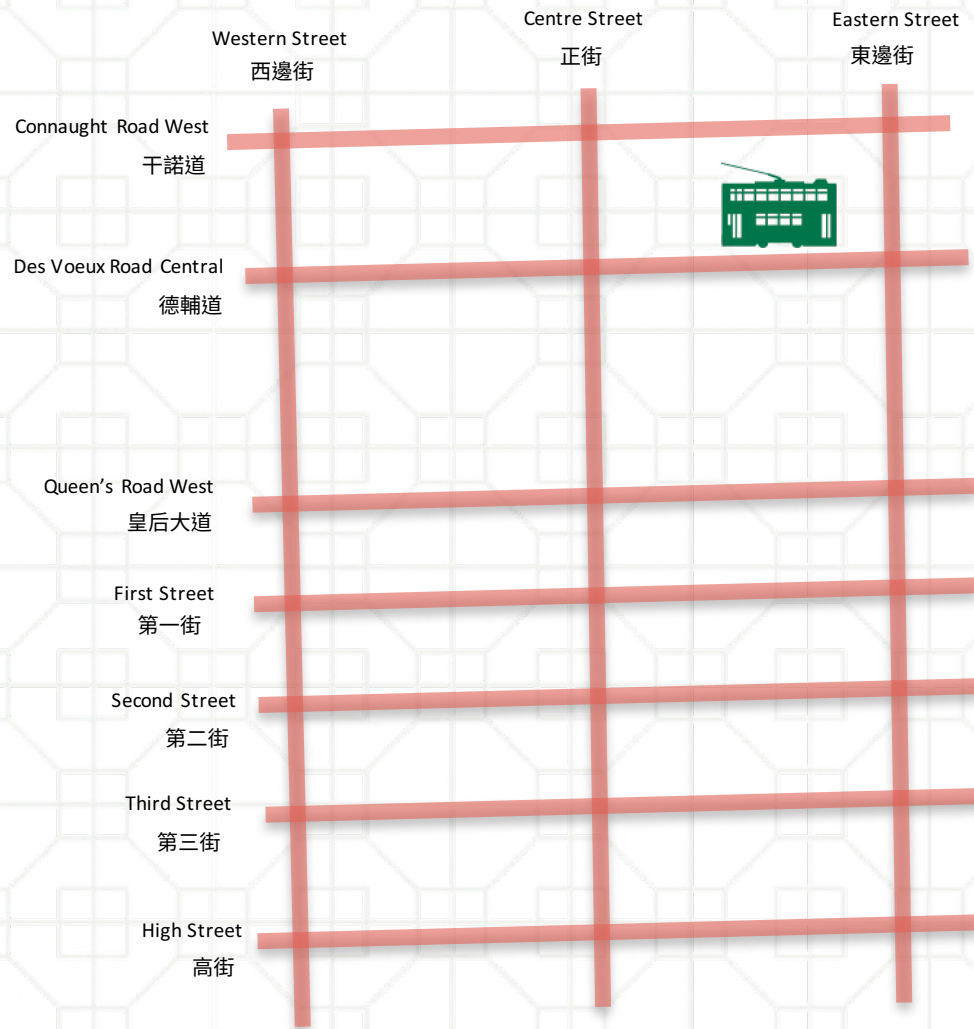 Western Street
西邊街
Centre Street
正街
Eastern Street
東邊街
Connaught Road West
干諾道
Des Voeux Road Central
德輔道
Queen’s Road West
皇后大道
First Street
第一街
Second Street
第二街
Third Street
第三街
High Street
高街